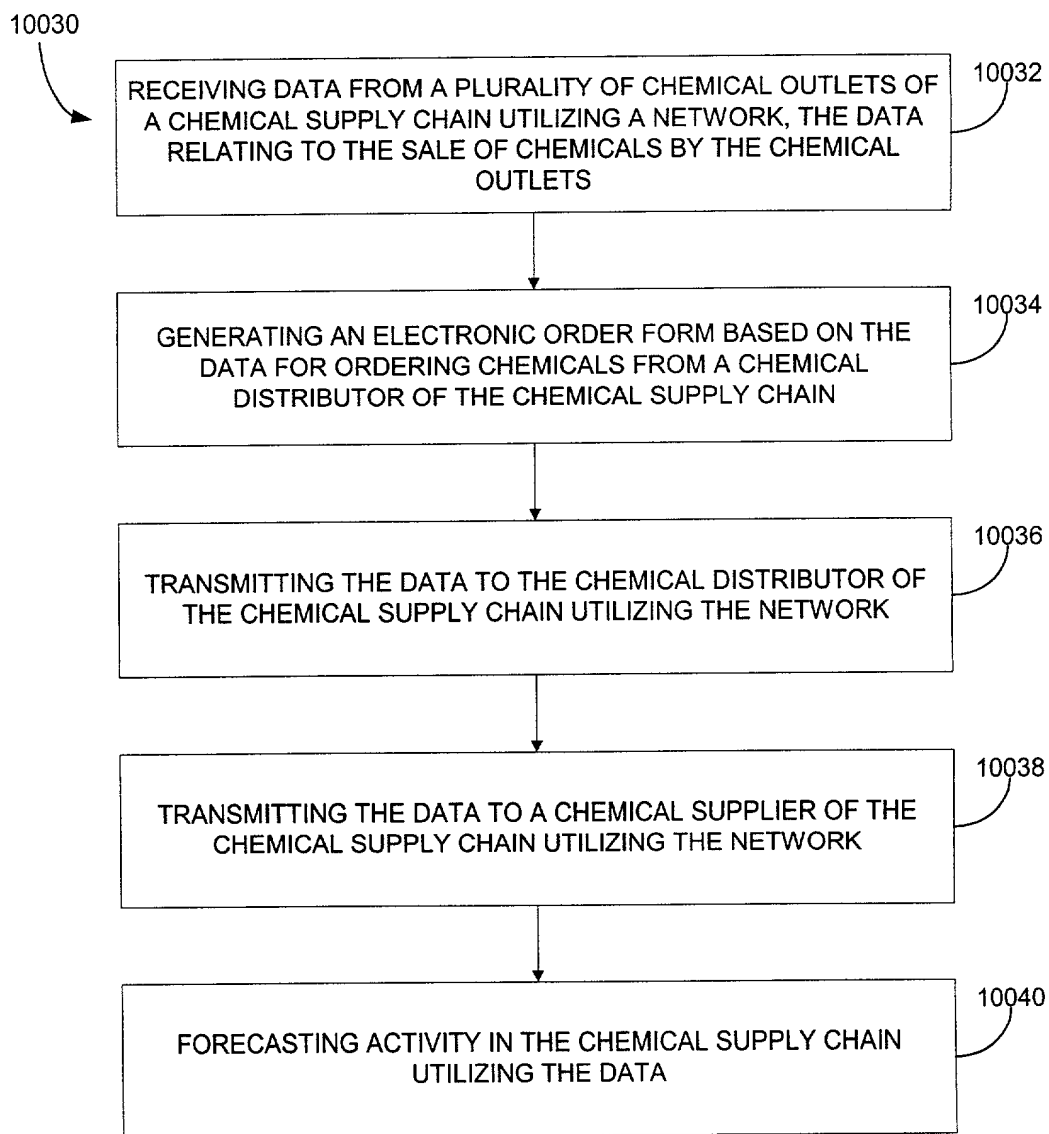 10030
10032
RECEIVING DATA FROM A PLURALITY OF CHEMICAL OUTLETS OF
A CHEMICAL SUPPLY CHAIN UTILIZING A NETWORK, THE DATA
RELATING TO THE SALE OF CHEMICALS BY THE CHEMICAL
OUTLETS
10034
GENERATING AN ELECTRONIC ORDER FORM BASED ON THE
DATA FOR ORDERING CHEMICALS FROM A CHEMICAL
DISTRIBUTOR OF THE CHEMICAL SUPPLY CHAIN
10036
TRANSMITTING THE DATA TO THE CHEMICAL DISTRIBUTOR OF
THE CHEMICAL SUPPLY CHAIN UTILIZING THE NETWORK
10038
TRANSMITTING THE DATA TO A CHEMICAL SUPPLIER OF THE
CHEMICAL SUPPLY CHAIN UTILIZING THE NETWORK
10040
FORECASTING ACTIVITY IN THE CHEMICAL SUPPLY CHAIN
UTILIZING THE DATA